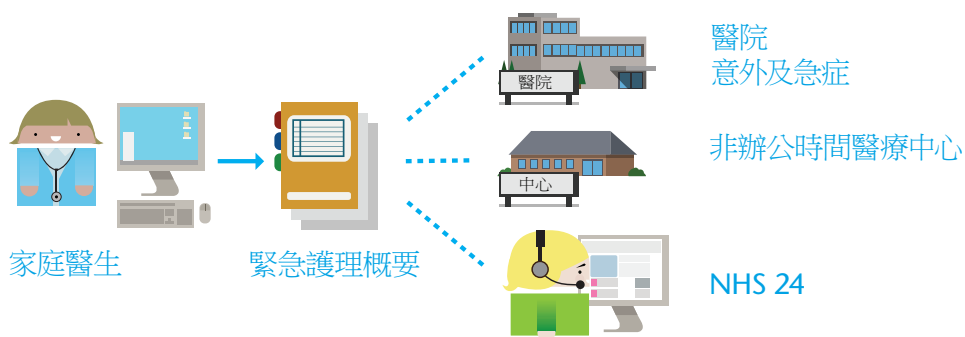 家庭醫生
緊急護理概要
醫院
醫院
意外及急症
中心
非辦公時間醫療中心
NHS 24